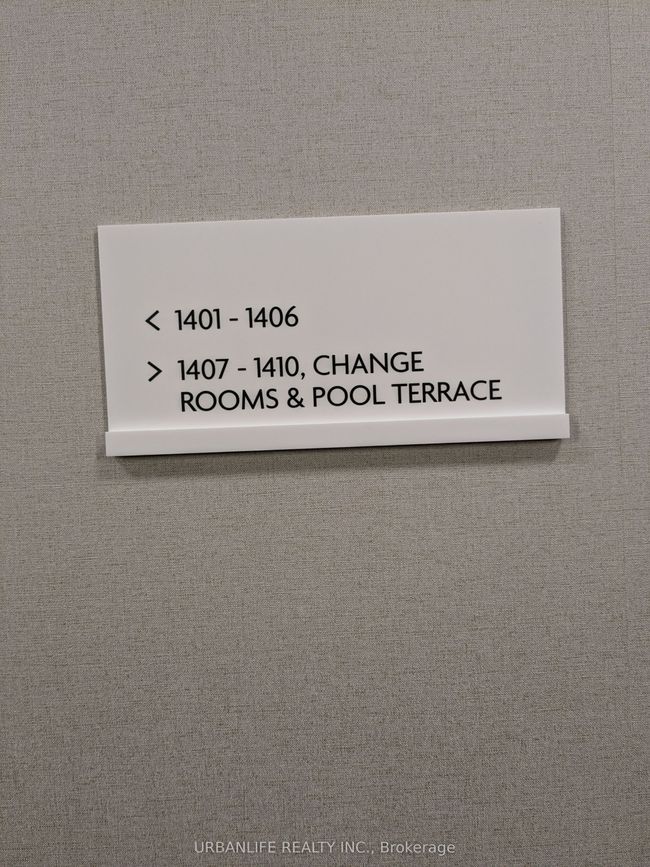 < 1401 - 1406
> 1407 - 1410, CHANGE
ROOMS & POOL TERRACE
URBANLIFE REALTY INC., Brokerage